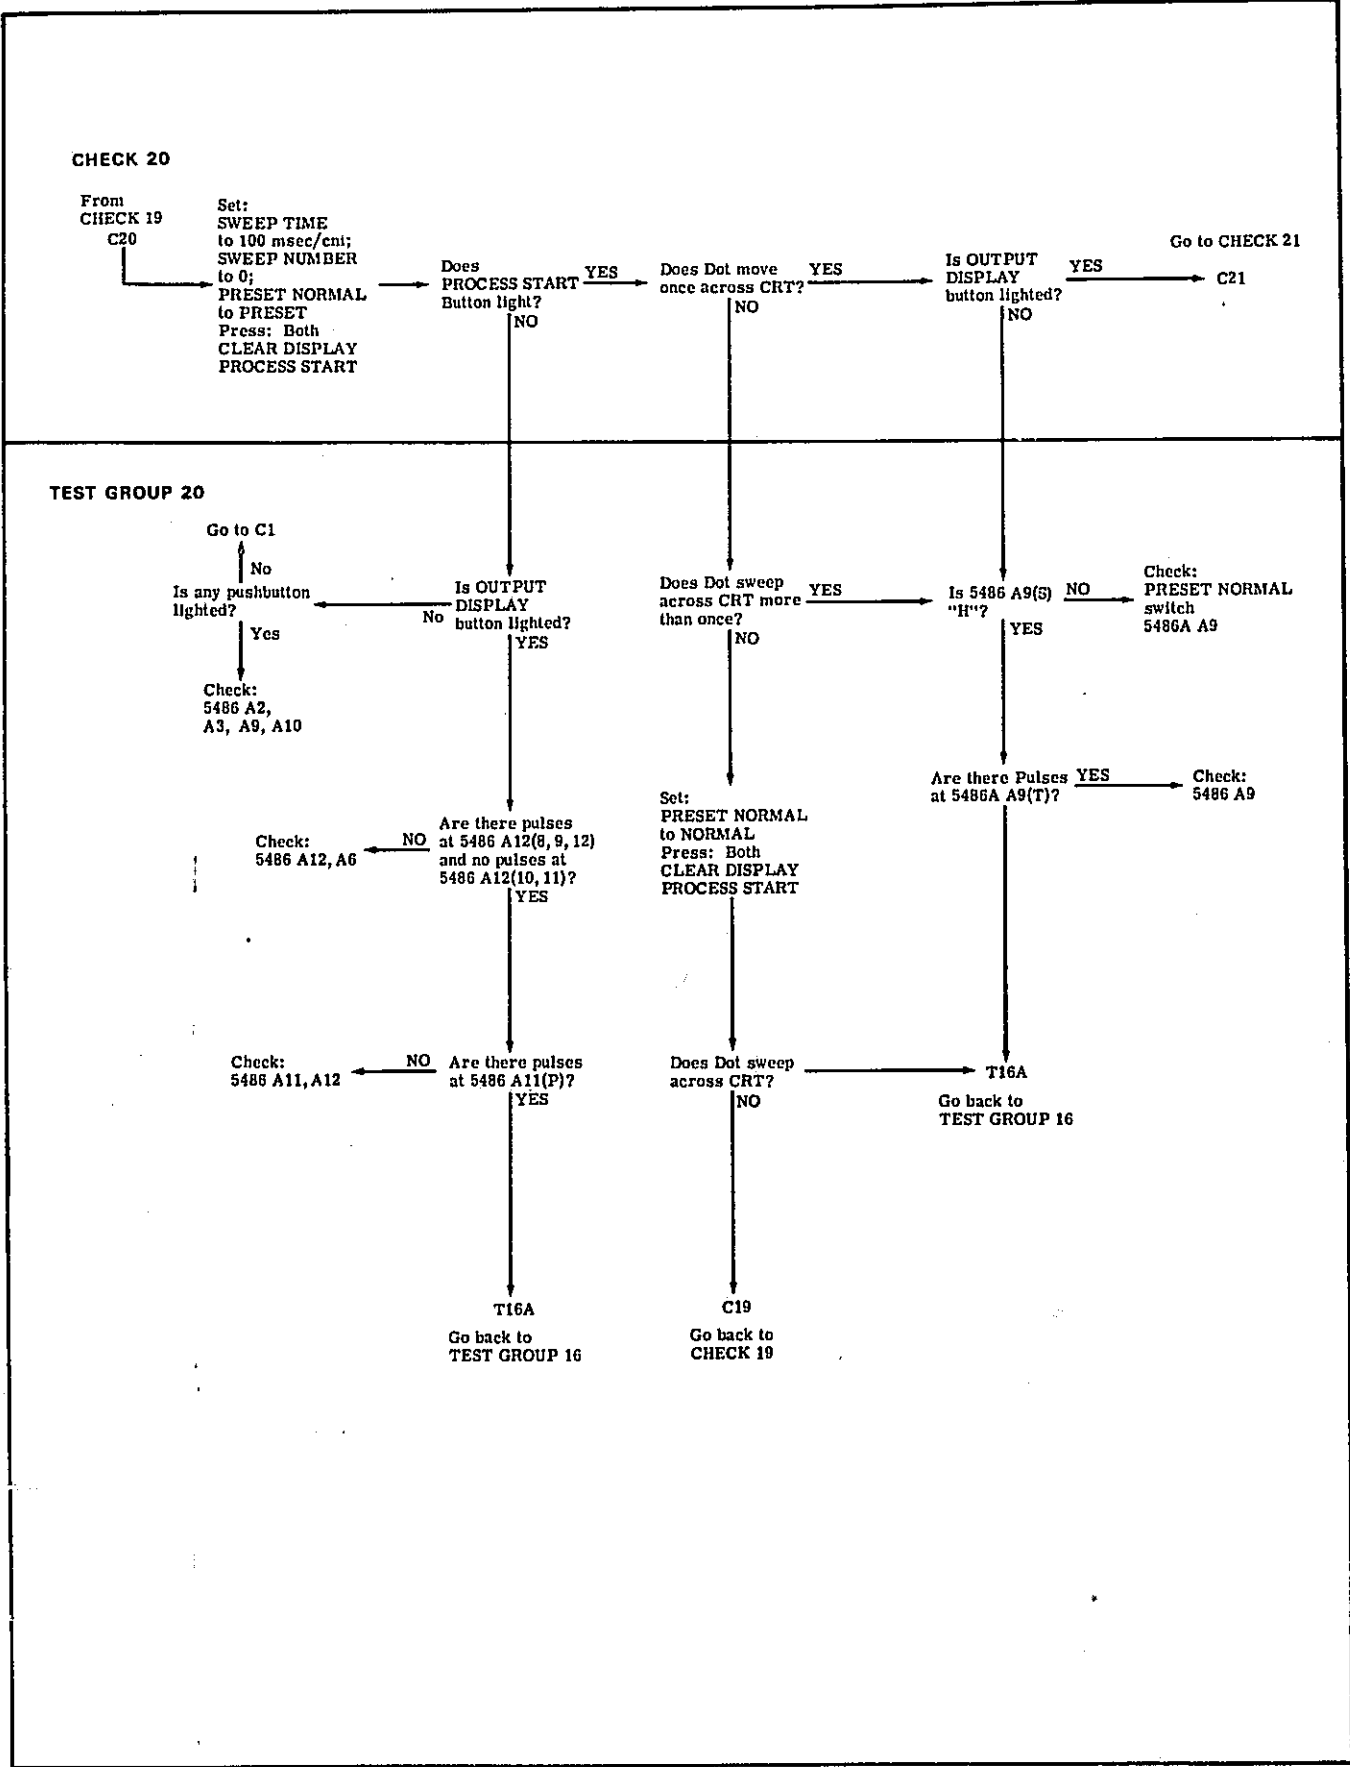 CHECK 20
From
CHECK 19
C20
Set:
SWEEP TIME
to 100 msec/cm;
SWEEP NUMBER
to 0;
PRESET NORMAL
to PRESET
Press: Both
CLEAR DISPLAY
PROCESS START
Does
PROCESS START
Button light?
YES
NO
Does Dot move
once across CRT?
YES
NO
Is OUTPUT
DISPLAY
button lighted?
YES
NO
Go to CHECK 21
C21
TEST GROUP 20
Go to C1
No
Is any pushbutton
lighted?
Yes
Check:
5486 A2,
A3, A9, A10
Is OUTPUT
DISPLAY
button lighted?
No
YES
Does Dot sweep
across CRT more
than once?
YES
NO
Is 5486 A9(S)
"H"?
NO
YES
Check:
PRESET NORMAL
switch
5486A A9
Are there Pulses
at 5486A A9(T)?
YES
Check:
5486 A9
Set:
PRESET NORMAL
to NORMAL
Press: Both
CLEAR DISPLAY
PROCESS START
Are there pulses
at 5486 A12(8, 9, 12)
and no pulses at
5486 A12(10, 11)?
NO
YES
Check:
5486 A12, A6
Check:
5486 A11, A12
NO
Are there pulses
at 5486 A11(P)?
YES
Does Dot sweep
across CRT?
NO
T16A
Go back to
TEST GROUP 16
T16A
Go back to
TEST GROUP 16
C19
Go back to
CHECK 19